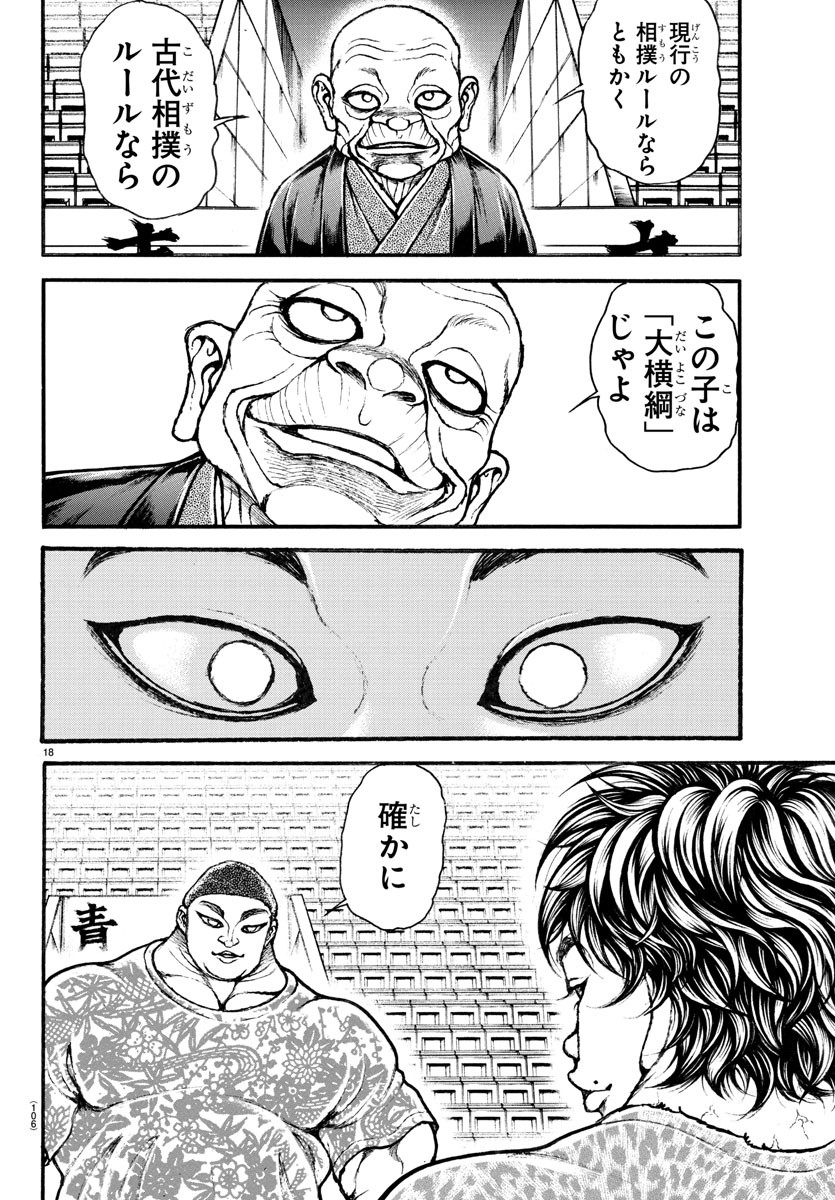 現行の
相撲ルールなら
ともかく
古代相撲の
ルールなら
この子は
「大横綱」
じゃよ
18
確かに
青
(106)